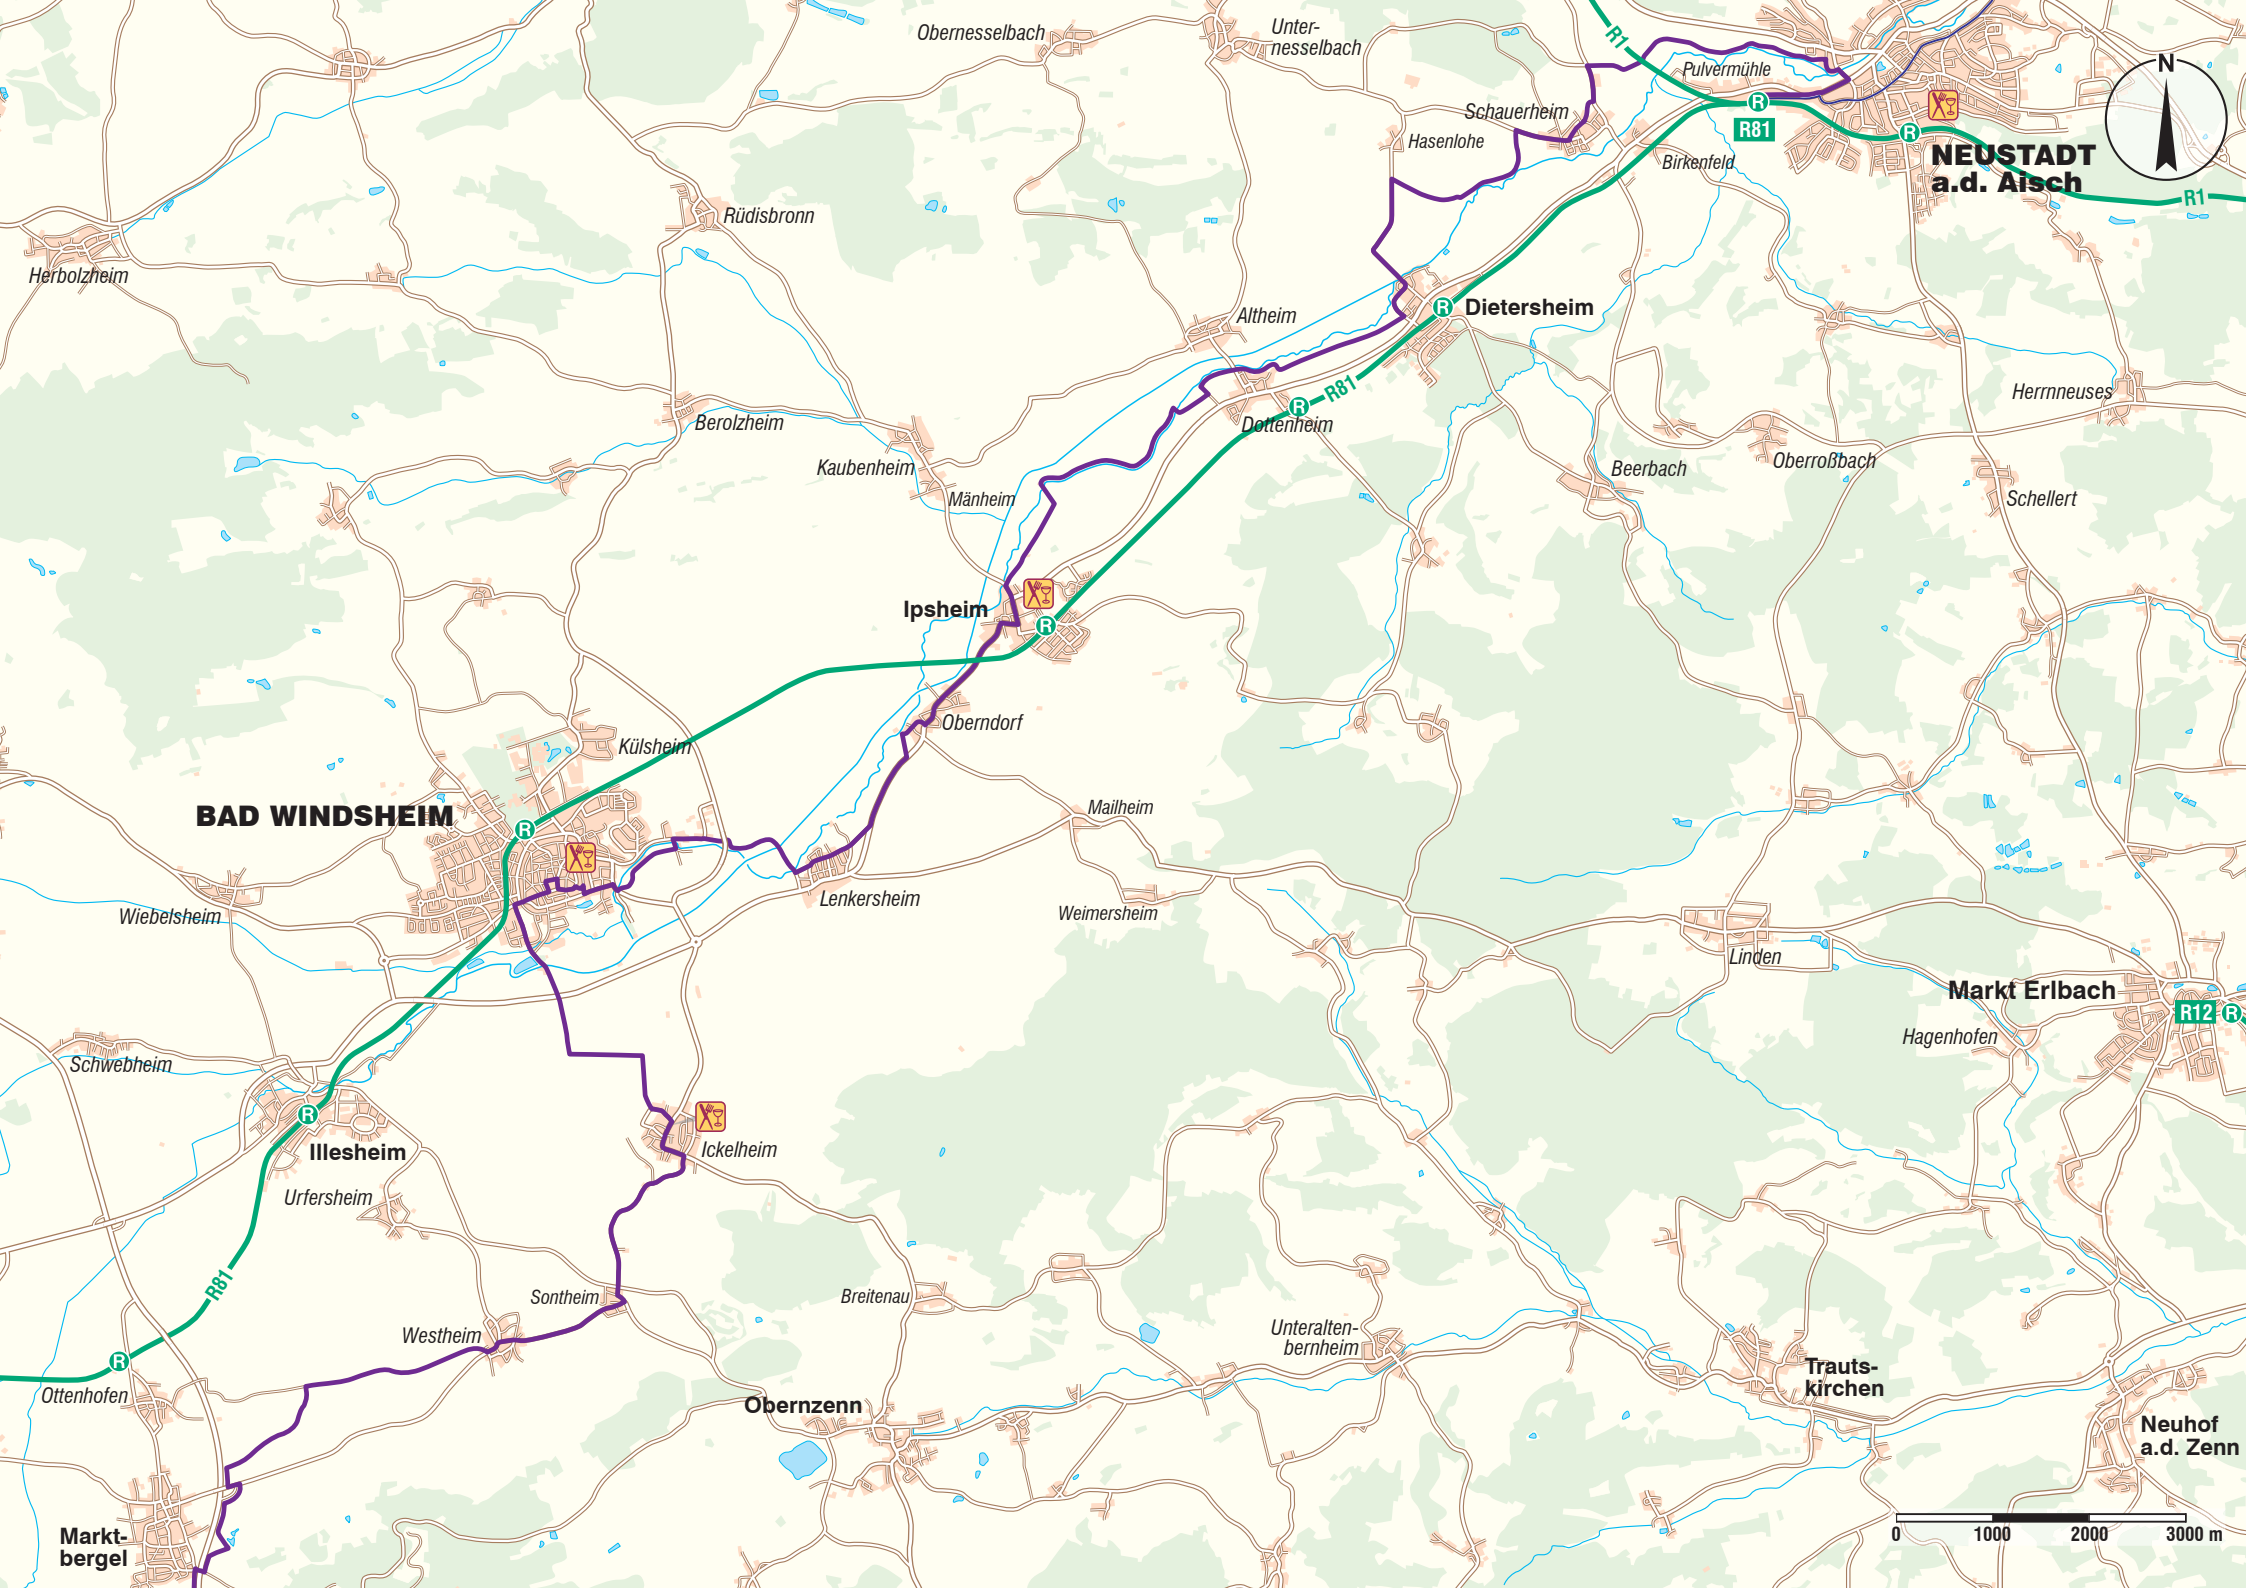 Obernesselbach
Unter-
nesselbach
R1
Pulvermühle
N
Schauerheim
R
R81
R
Hasenlohe
Birkenfeld
NEUSTADT
a.d. Aisch
R1
Rüdisbronn
Herbolzheim
Altheim
R
Dietersheim
R81
R
Dottenheim
Herrnneuses
Berolzheim
Kaubenheim
Mänheim
Beerbach
Oberroßbach
Schellert
Ipsheim
R
Oberndorf
Külsheim
BAD WINDSHEIM
R
Mailheim
Lenkersheim
Weimersheim
Wiebelsheim
Linden
Markt Erlbach
R12
R
Hagenhofen
Schwebheim
R
Illesheim
Ickelheim
Urfersheim
R81
Sontheim
Breitenau
Westheim
Unteralten-
bernheim
R
Ottenhofen
Obernzenn
Trauts-
kirchen
Neuhof
a.d. Zenn
Markt-
bergel
0 1000 2000 3000 m